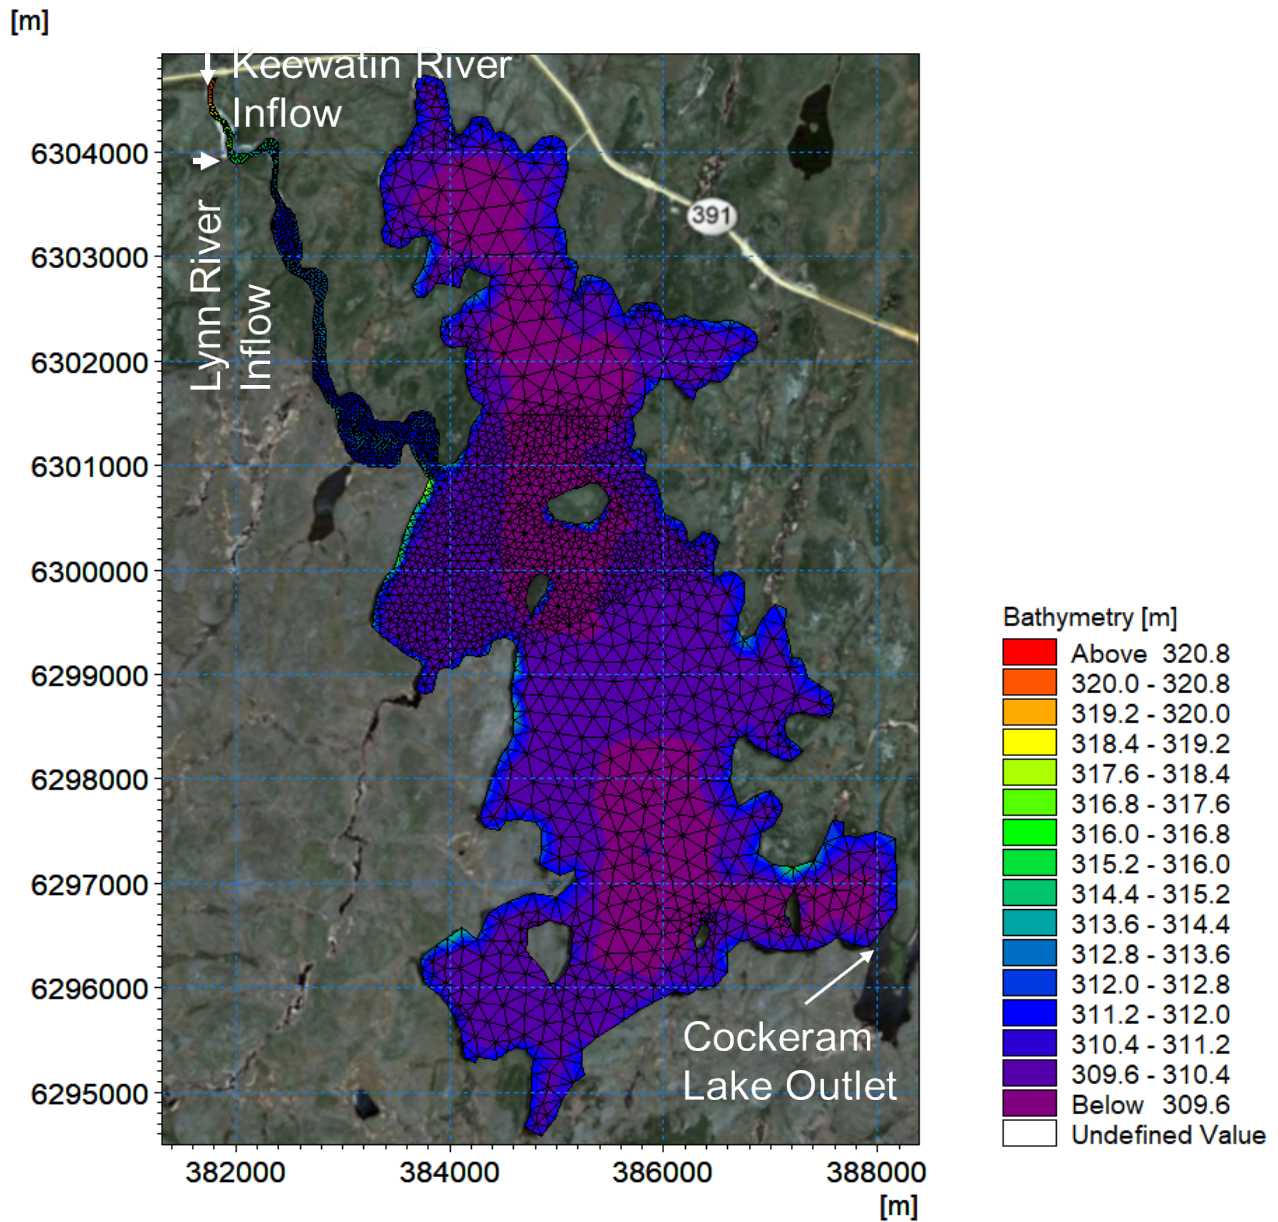 [m]
Keewatin River
Inflow
6304000
391
6303000
Lynn River
Inflow
6302000
6301000
6300000
6299000
6298000
6297000
6296000
6295000
Cockeram
Lake Outlet
382000
384000
386000
388000
[m]
Bathymetry [m]
Above 320.8
320.0 - 320.8
319.2 - 320.0
318.4 - 319.2
317.6 - 318.4
316.8 - 317.6
316.0 - 316.8
315.2 - 316.0
314.4 - 315.2
313.6 - 314.4
312.8 - 313.6
312.0 - 312.8
311.2 - 312.0
310.4 - 311.2
309.6 - 310.4
Below 309.6
Undefined Value